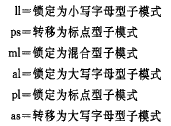 ll=锁定为小写字母型子模式
ps=转移为标点型子模式
ml=锁定为混合型子模式
al=锁定为大写字母型子模式
pl=锁定为标点型子模式
as=转移为大写字母型子模式